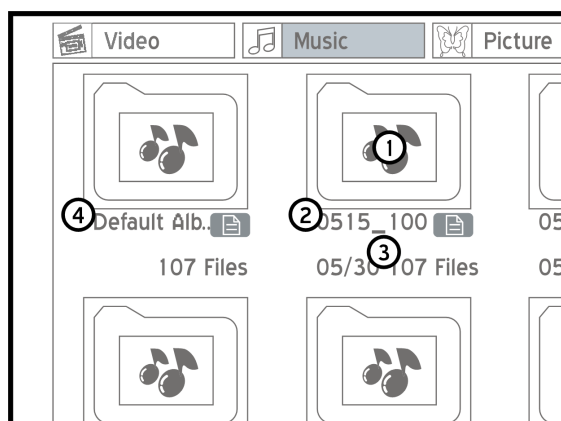 Video Music Picture
1
4 Default Alb.. 2 0515_100 05
3
107 Files 05/30 107 Files 05